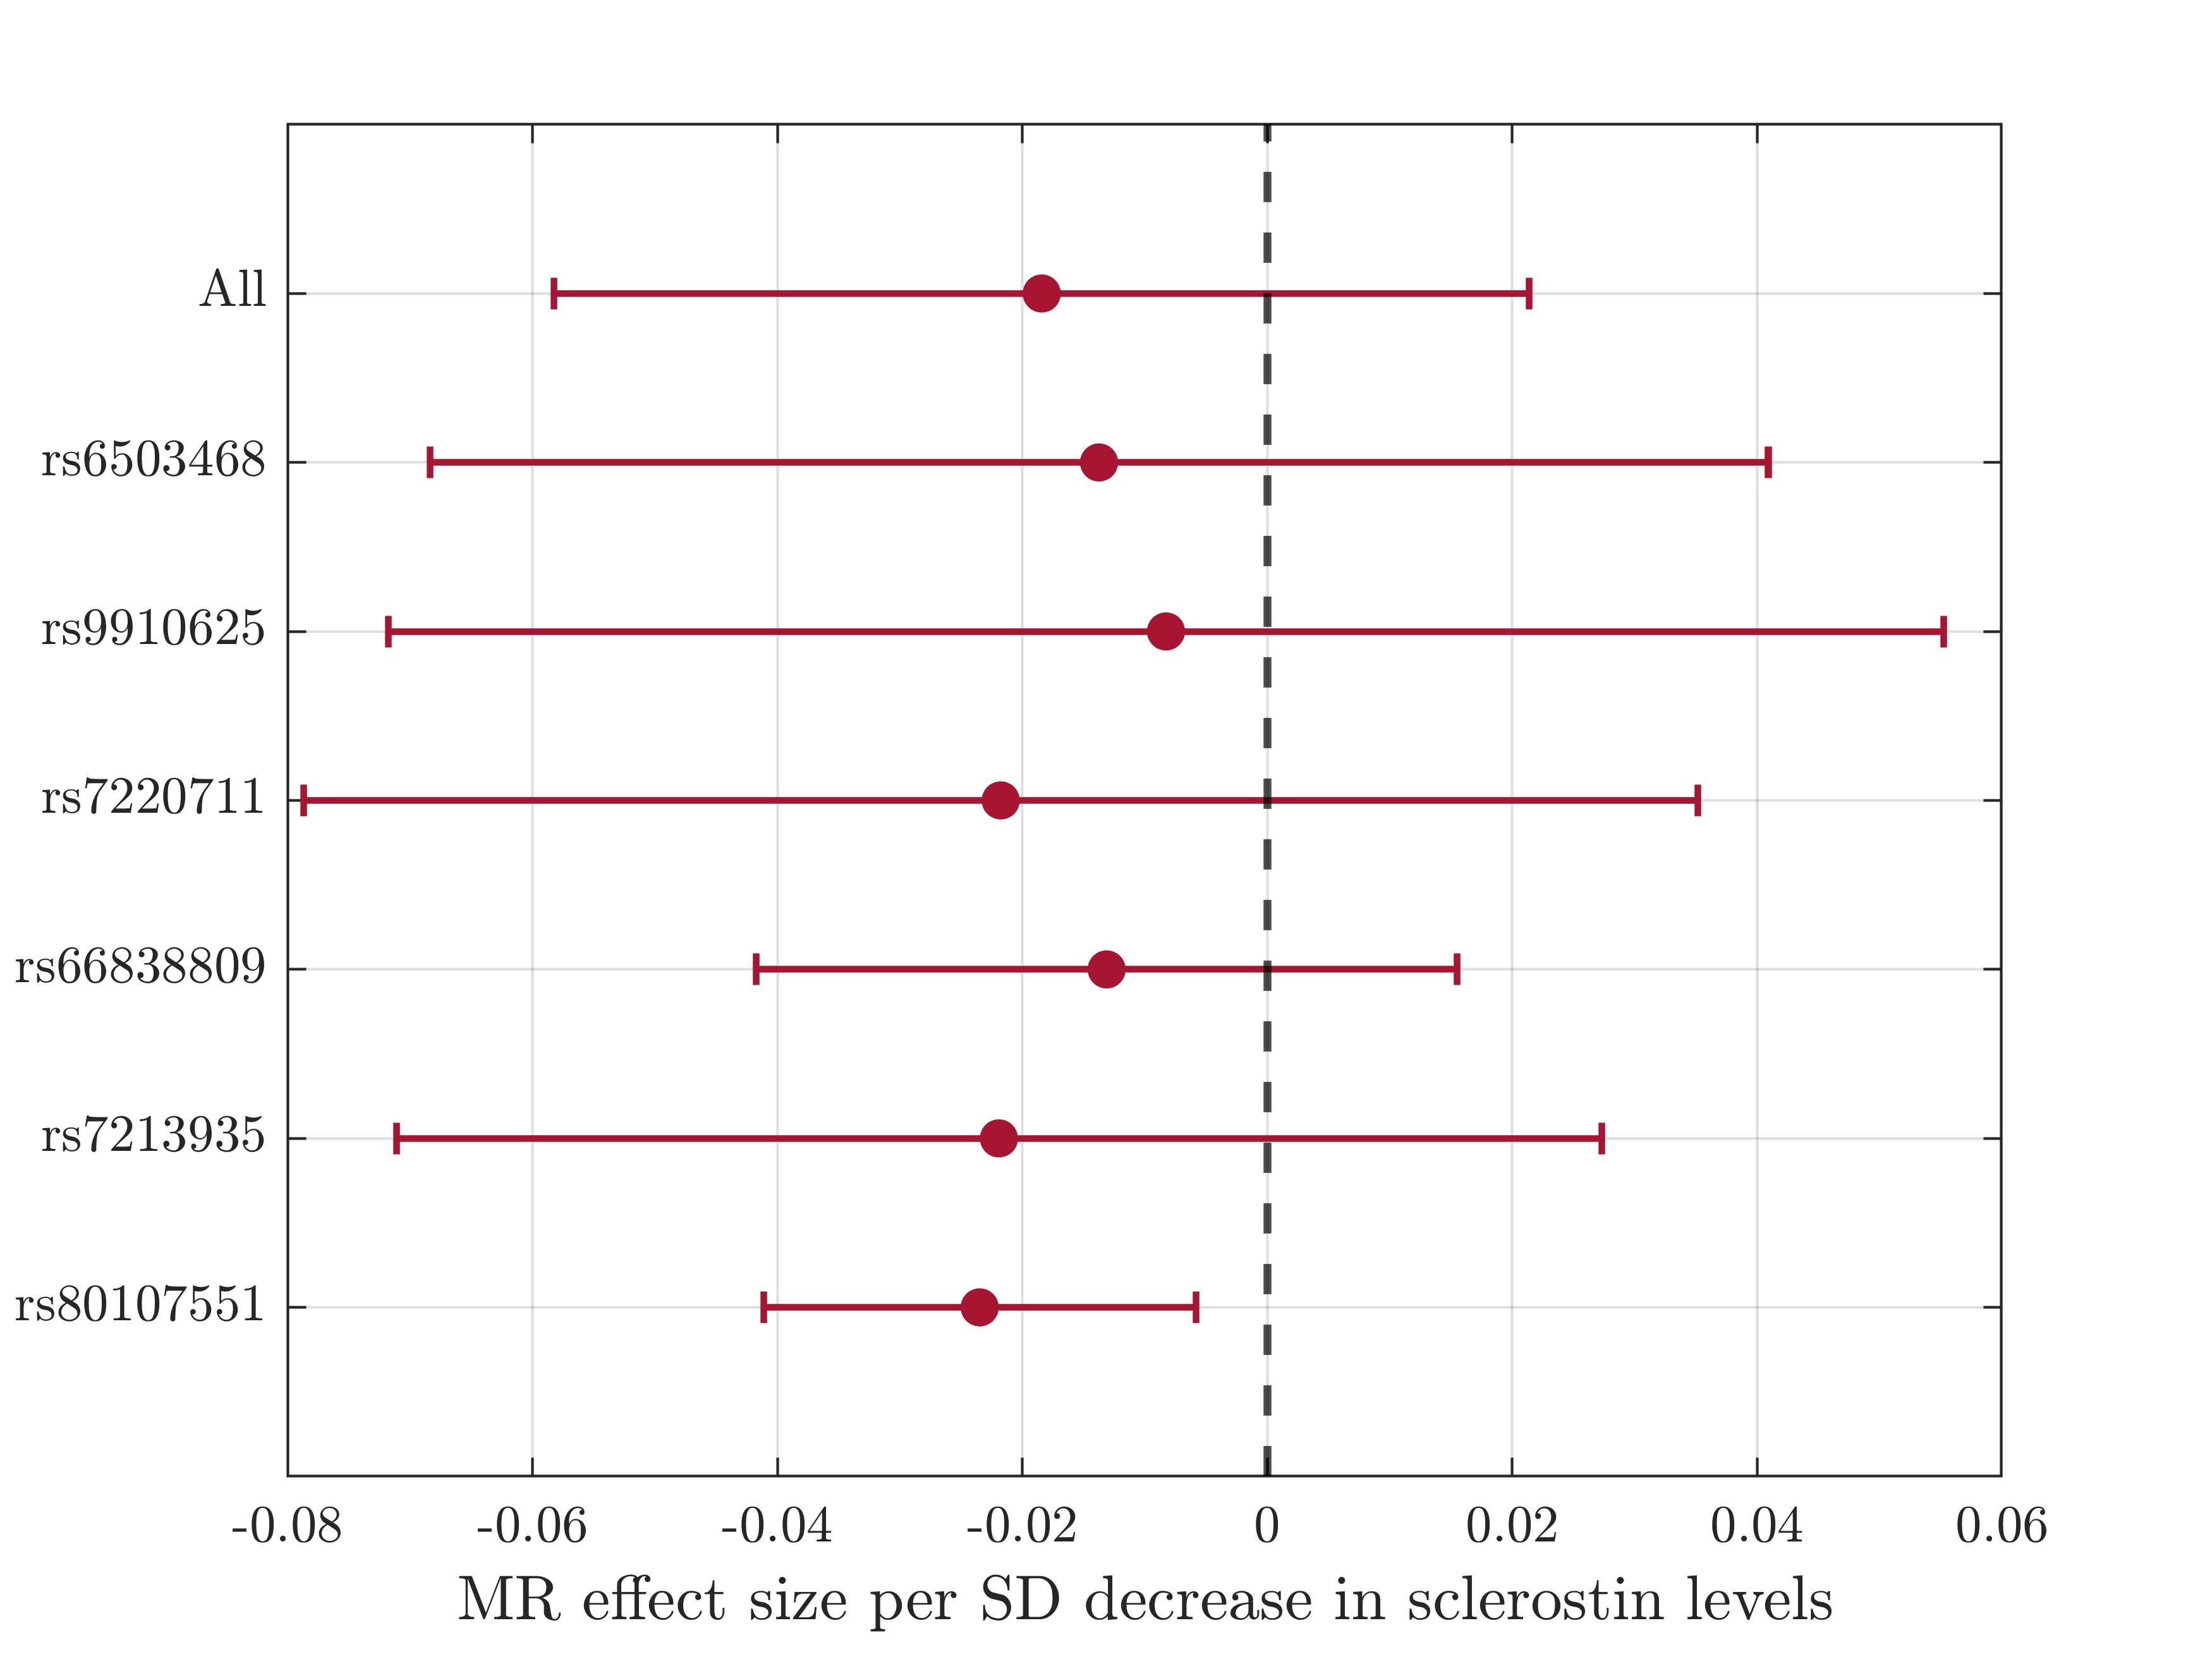 All
rs6503468
rs9910625
rs7220711
rs66838809
rs7213935
rs80107551
-0.08 -0.06 -0.04 -0.02 0 0.02 0.04 0.06
MR effect size per SD decrease in sclerostin levels